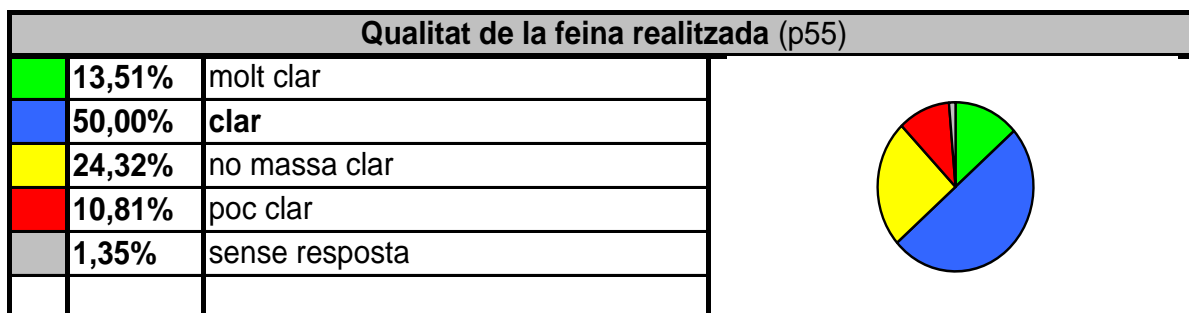 Qualitat de la feina realitzada (p55)
13,51% molt clar
50,00% clar
24,32% no massa clar
10,81% poc clar
1,35% sense resposta